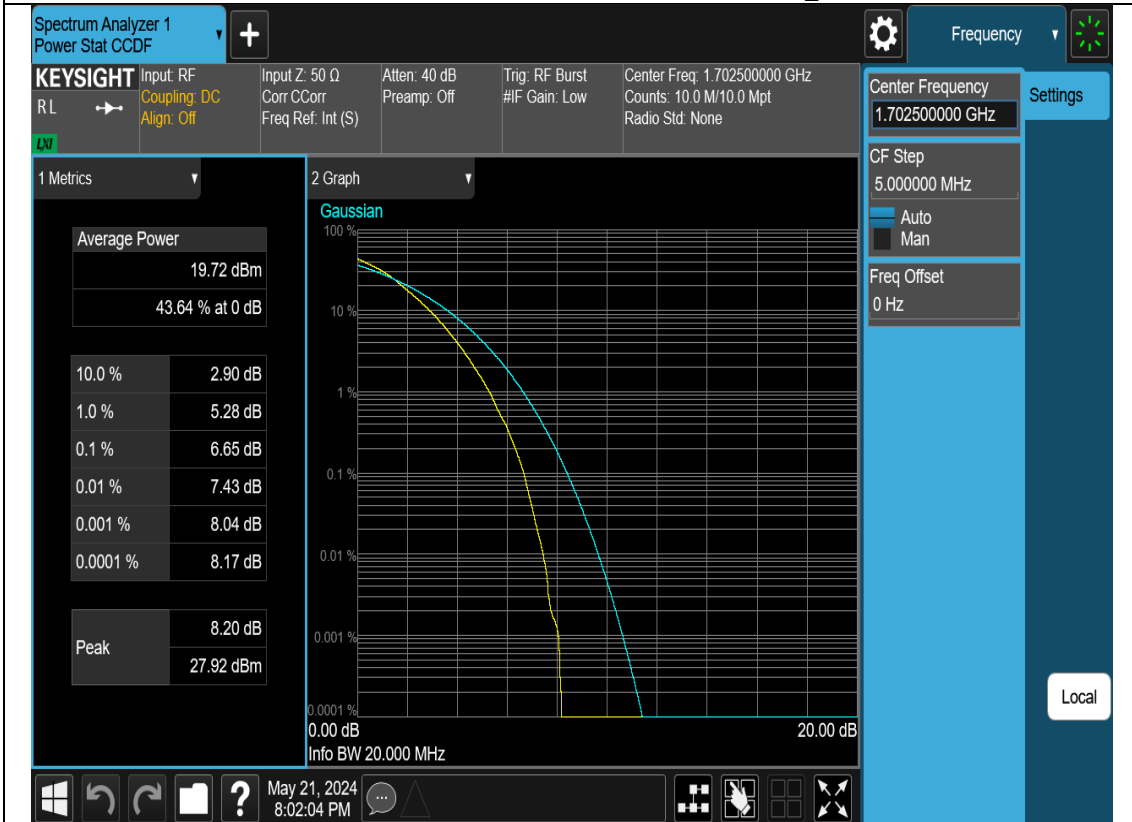 Spectrum Analyzer 1
Power Stat CCDF
+
Frequency
KEYSIGHT
RL
LXI
Input: RF
Coupling: DC
Align: Off
Input Z: 50 Ω
Corr CCorr
Freq Ref: Int (S)
Atten: 40 dB
Preamp: Off
Trig: RF Burst
#IF Gain: Low
Center Freq: 1.702500000 GHz
Counts: 10.0 M/10.0 Mpt
Radio Std: None
Center Frequency
1.702500000 GHz
Settings
CF Step
5.000000 MHz
Auto
Man
Freq Offset
0 Hz
Local
1 Metrics
Average Power
19.72 dBm
43.64 % at 0 dB
10.0 % 2.90 dB
1.0 % 5.28 dB
0.1 % 6.65 dB
0.01 % 7.43 dB
0.001 % 8.04 dB
0.0001 % 8.17 dB
Peak
8.20 dB
27.92 dBm
2 Graph
Gaussian
100 %
10 %
1 %
0.1 %
0.01 %
0.001 %
0.0001 %
0.00 dB 20.00 dB
Info BW 20.000 MHz
?
May 21, 2024
8:02:04 PM